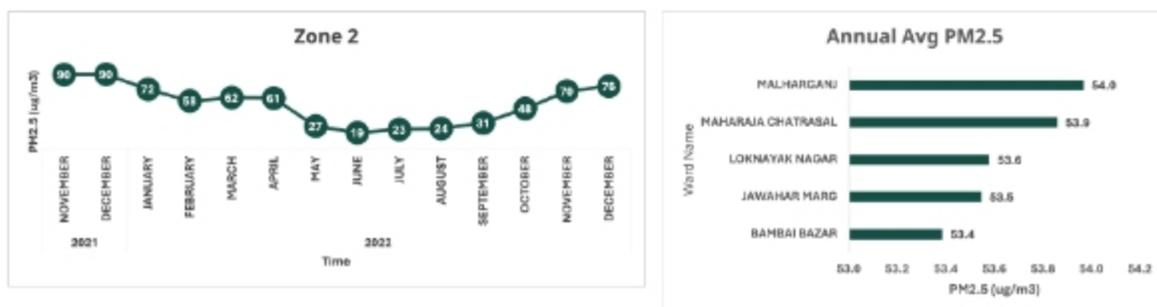 Zone 2
PM2.5 (ug/m3)
90 90 72 58 62 61 27 19 23 24 31 48 70 76
NOVEMBER DECEMBER JANUARY FEBRUARY MARCH APRIL MAY JUNE JULY AUGUST SEPTEMBER OCTOBER NOVEMBER DECEMBER
2021 2022
Time
Annual Avg PM2.5
Ward Name
MALHARGANJ 54.0
MAHARAJA CHATRASAL 53.9
LOKNAYAK NAGAR 53.6
JAWAHAR MARG 53.5
BAMBAI BAZAR 53.4
53.0 53.2 53.4 53.6 53.8 54.0 54.2
PM2.5 (ug/m3)